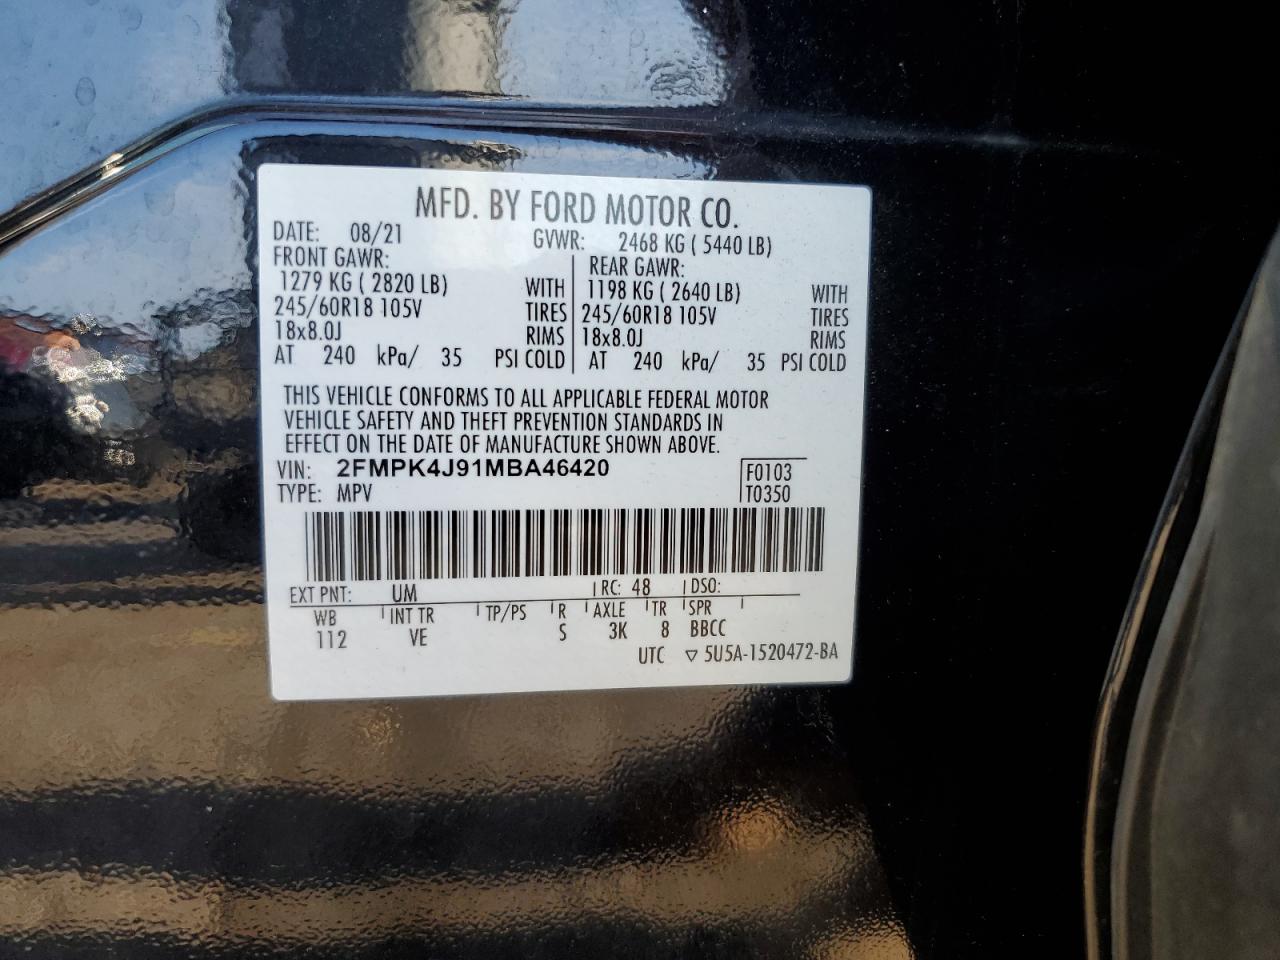 MFD. BY FORD MOTOR CO.
DATE: 08/21 GVWR: 2468 KG ( 5440 LB)
FRONT GAWR: REAR GAWR:
1279 KG ( 2820 LB) WITH 1198 KG ( 2640 LB) WITH
245/60R18 105V TIRES 245/60R18 105V TIRES
18x8.0J RIMS 18x8.0J RIMS
AT 240 kPa/ 35 PSI COLD AT 240 kPa/ 35 PSI COLD
THIS VEHICLE CONFORMS TO ALL APPLICABLE FEDERAL MOTOR
VEHICLE SAFETY AND THEFT PREVENTION STANDARDS IN
EFFECT ON THE DATE OF MANUFACTURE SHOWN ABOVE.
VIN: 2FMPK4J91MBA46420 F0103
TYPE: MPV T0350
EXT PNT: UM RC: 48 DSO:
WB INT TR TP/PS R AXLE TR SPR
112 VE S 3K 8 BBCC
UTC ▽ 5U5A-1520472-BA